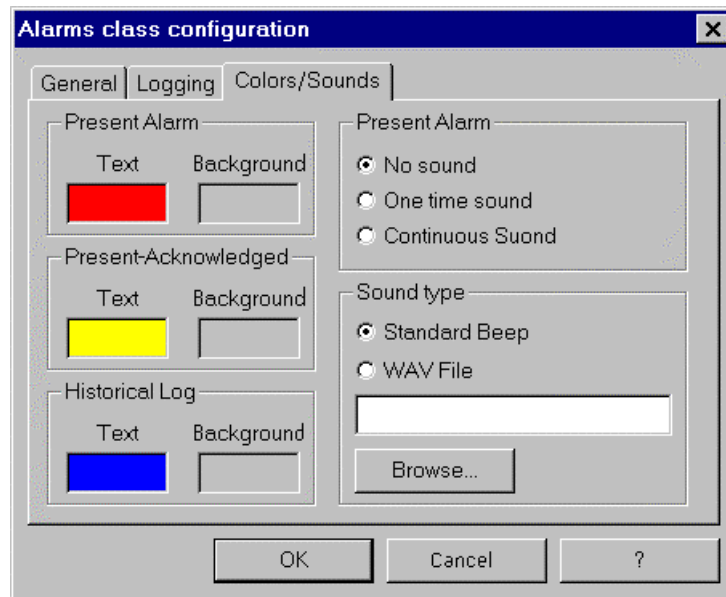 Alarms class configuration
General
Logging
Colors/Sounds
Present Alarm
Text
Background
Present-Acknowledged
Text
Background
Historical Log
Text
Background
Present Alarm
No sound
One time sound
Continuous Suond
Sound type
Standard Beep
WAV File
Browse...
OK
Cancel
?